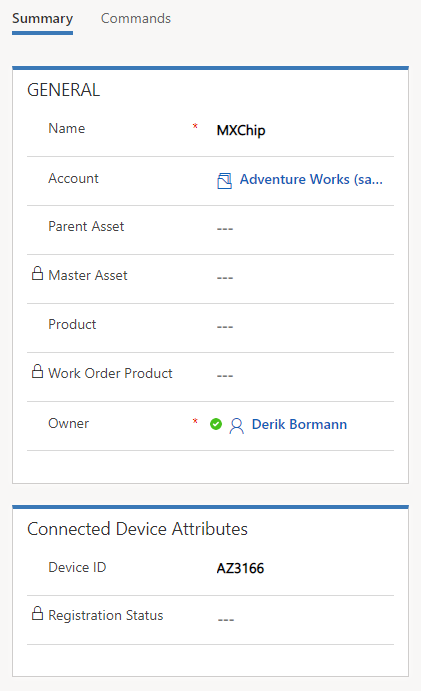 Summary Commands
GENERAL
Name * MXChip
Account Adventure Works (sa...
Parent Asset ---
Master Asset ---
Product ---
Work Order Product ---
Owner * Derik Bormann
Connected Device Attributes
Device ID AZ3166
Registration Status ---